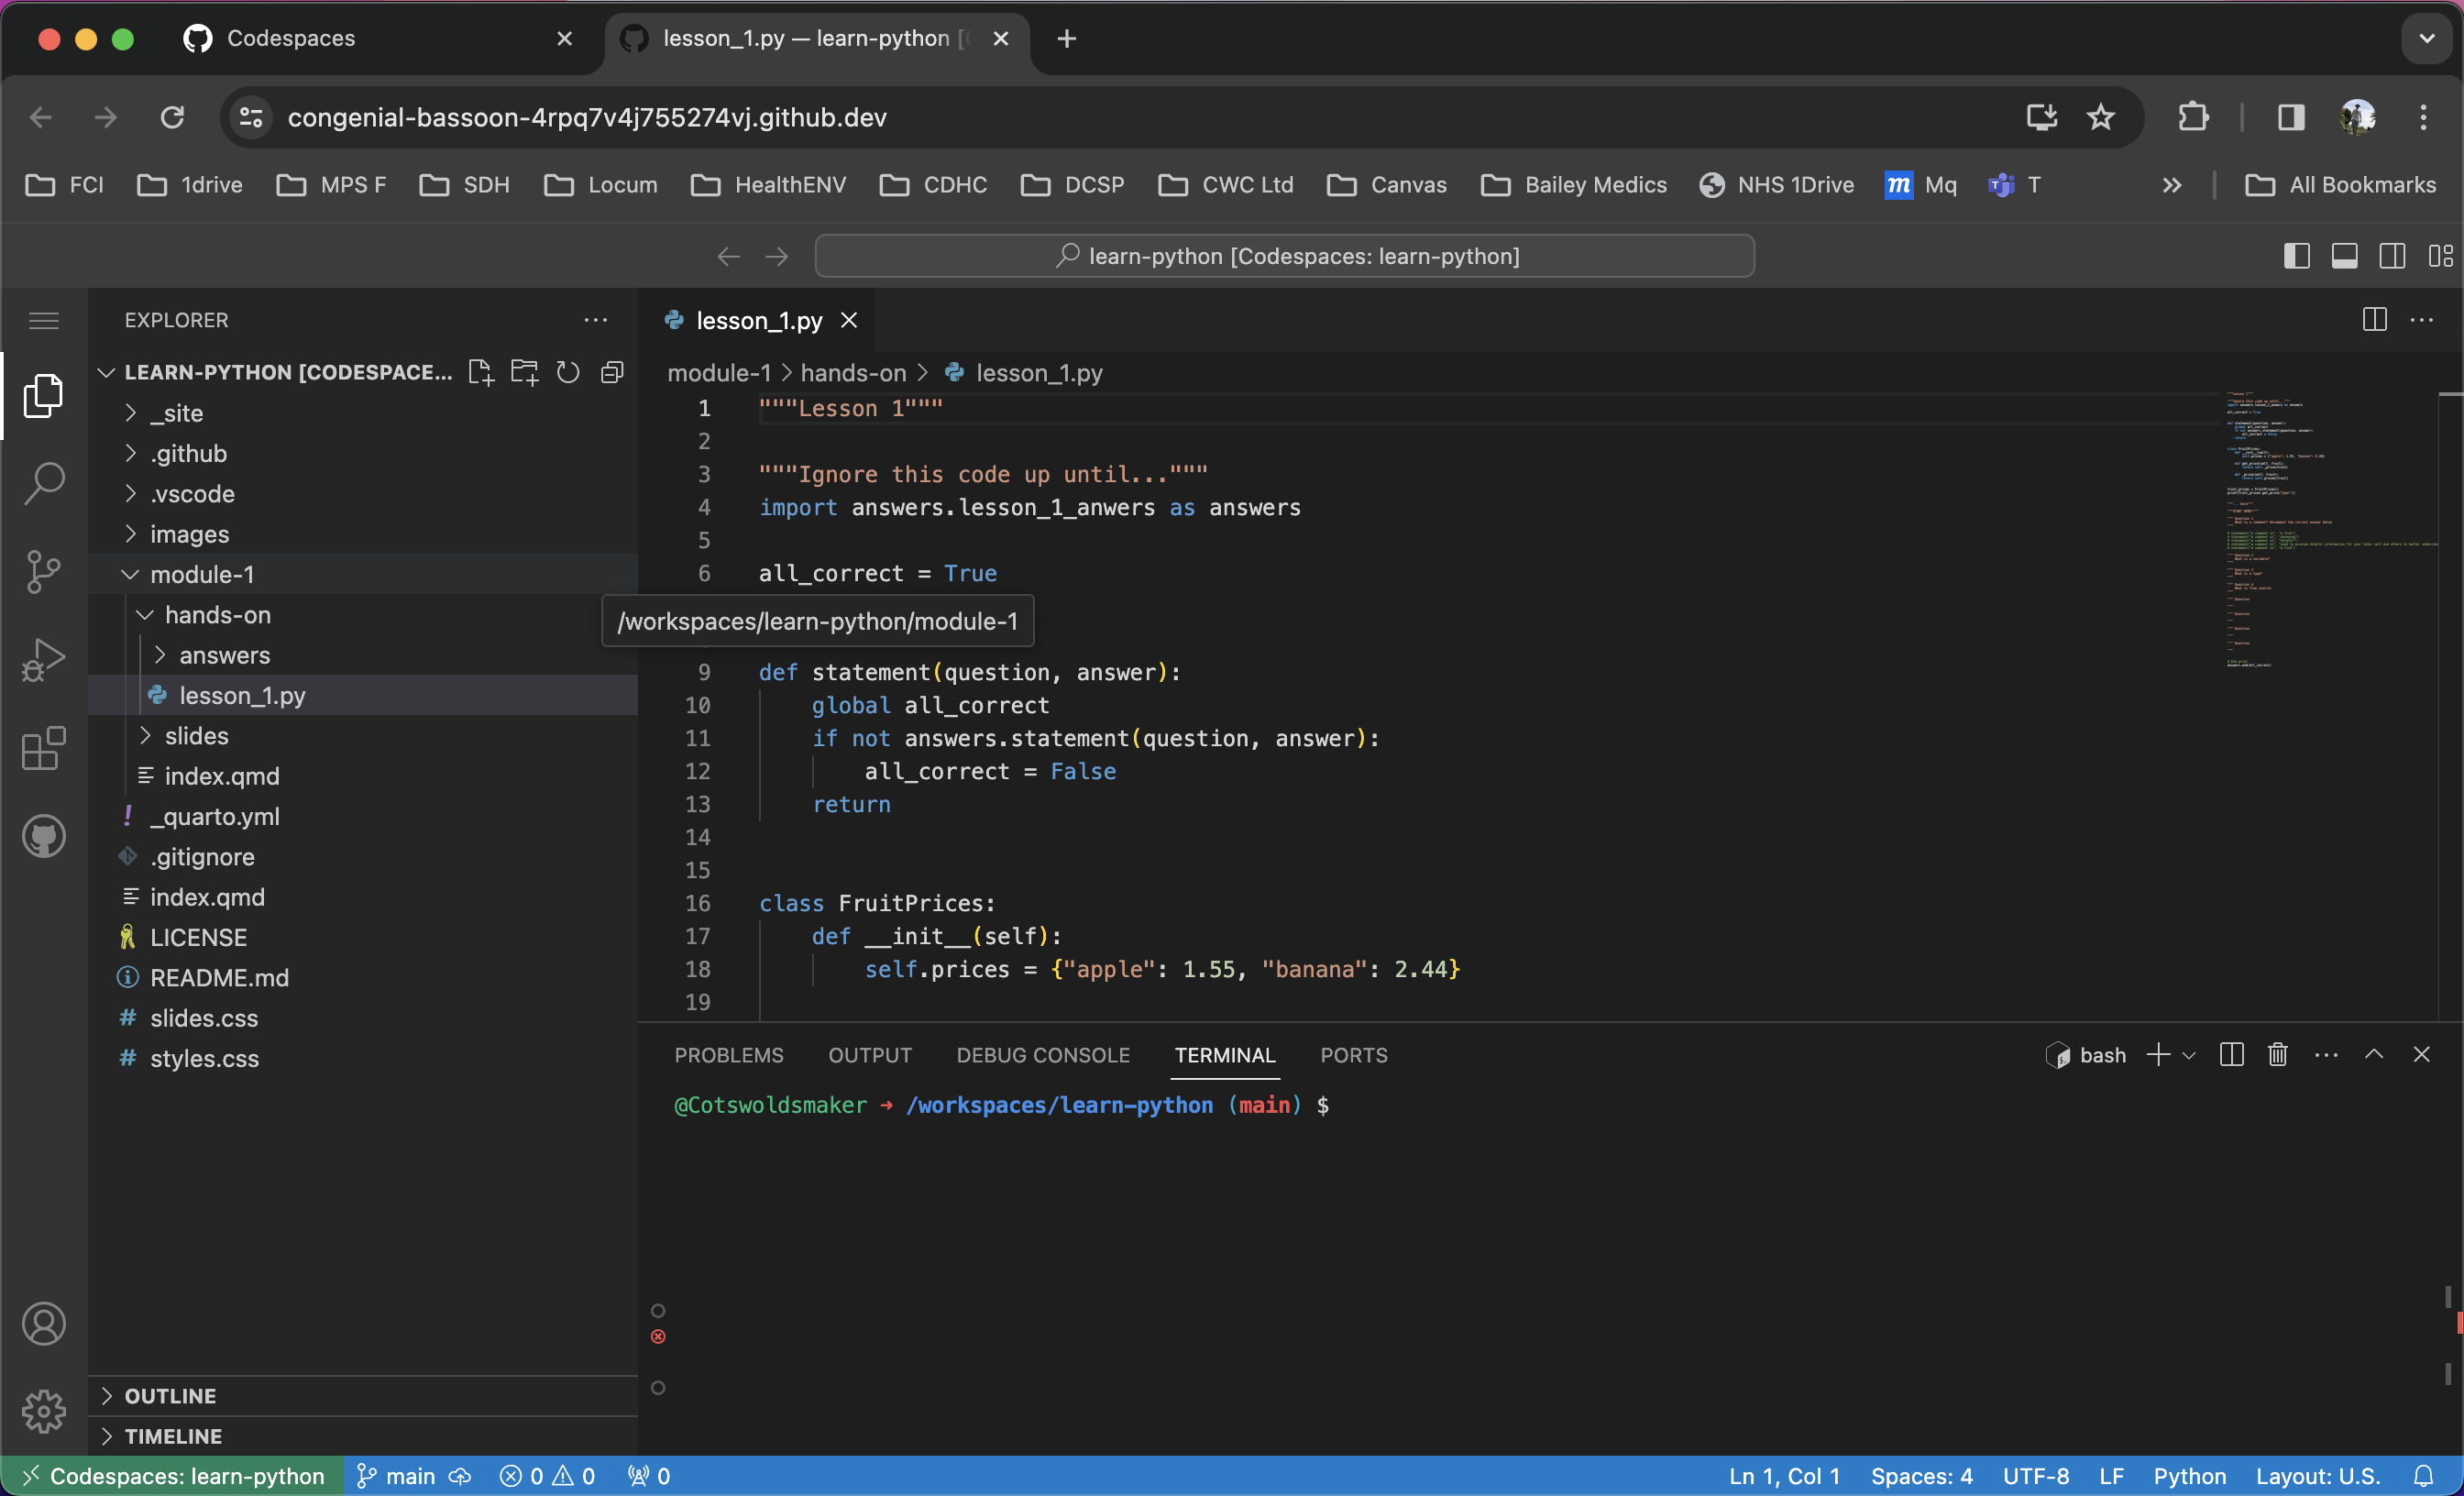 Codespaces
lesson_1.py — learn-python [
congenial-bassoon-4rpq7v4j755274vj.github.dev
FCI 1drive MPS F SDH Locum HealthENV CDHC DCSP CWC Ltd Canvas Bailey Medics NHS 1Drive m Mq T All Bookmarks
learn-python [Codespaces: learn-python]
EXPLORER
LEARN-PYTHON [CODESPACE...
_site
.github
.vscode
images
module-1
hands-on
answers
lesson_1.py
slides
index.qmd
! _quarto.yml
.gitignore
index.qmd
LICENSE
README.md
# slides.css
# styles.css
OUTLINE
TIMELINE
lesson_1.py
module-1 > hands-on > lesson_1.py
1 """Lesson 1"""
2
3 """Ignore this code up until..."""
4 import answers.lesson_1_anwers as answers
5
6 all_correct = True
/workspaces/learn-python/module-1
9 def statement(question, answer):
10 global all_correct
11 if not answers.statement(question, answer):
12 all_correct = False
13 return
14
15
16 class FruitPrices:
17 def __init__(self):
18 self.prices = {"apple": 1.55, "banana": 2.44}
19
PROBLEMS OUTPUT DEBUG CONSOLE TERMINAL PORTS
bash
@Cotswoldsmaker → /workspaces/learn-python (main) $
Codespaces: learn-python main 0 0 0 Ln 1, Col 1 Spaces: 4 UTF-8 LF Python Layout: U.S.